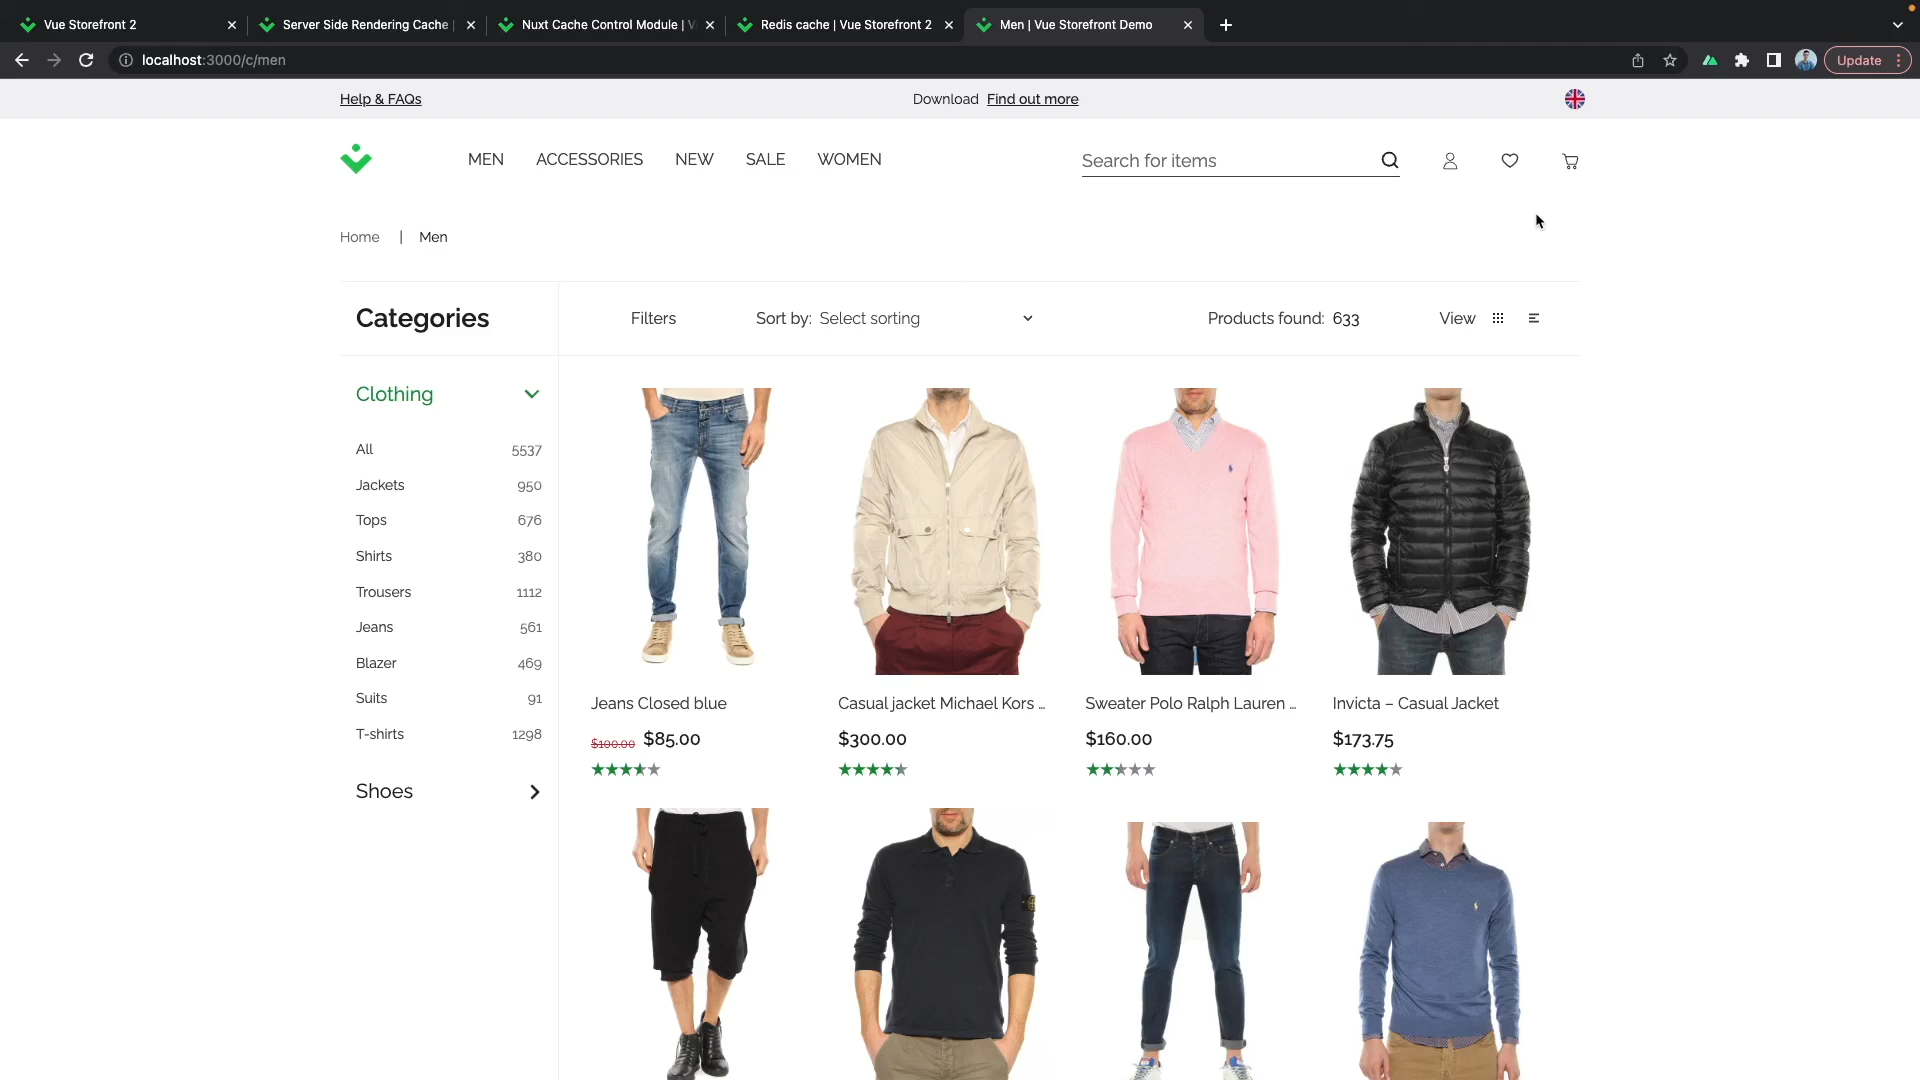 Vue Storefront 2
Server Side Rendering Cache |
Nuxt Cache Control Module |
Redis cache | Vue Storefront 2
Men | Vue Storefront Demo
localhost:3000/c/men
Update
Help & FAQs
Download Find out more
MEN ACCESSORIES NEW SALE WOMEN
Search for items
Home | Men
Categories
Filters
Sort by: Select sorting
Products found: 633
View
Clothing
All 5537
Jackets 950
Tops 676
Shirts 380
Trousers 1112
Jeans 561
Blazer 469
Suits 91
T-shirts 1298
Shoes
Jeans Closed blue
$100.00 $85.00
Casual jacket Michael Kors ...
$300.00
Sweater Polo Ralph Lauren ...
$160.00
Invicta – Casual Jacket
$173.75